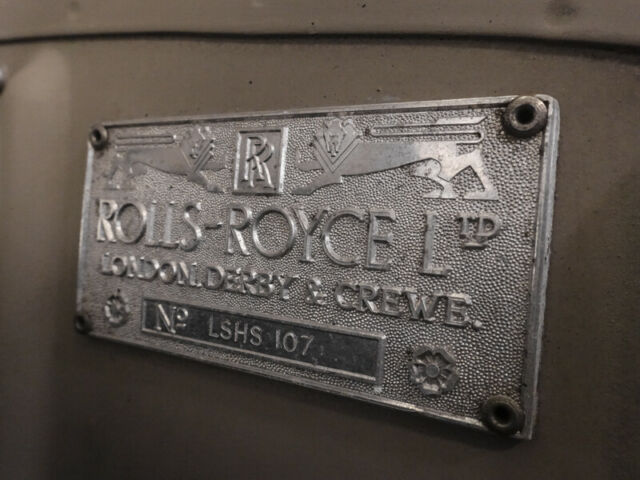 RR
ROLLS-ROYCE LTD
LONDON, DERBY & CREWE.
Nº LSHS 107